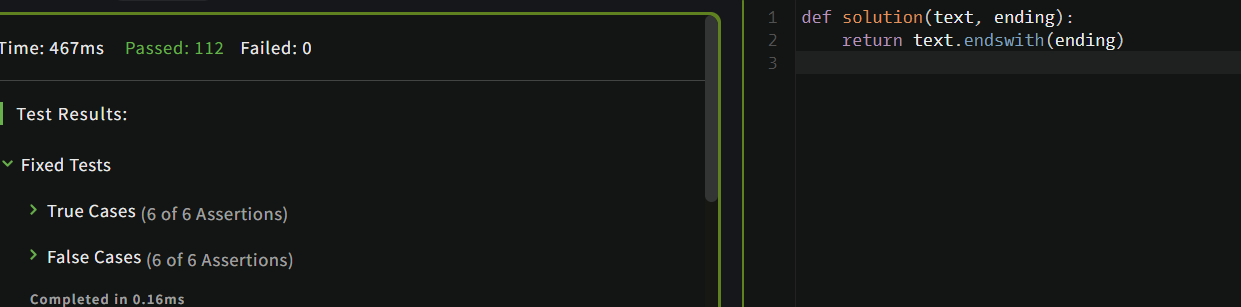 Time: 467ms Passed: 112 Failed: 0
Test Results:
Fixed Tests
True Cases (6 of 6 Assertions)
False Cases (6 of 6 Assertions)
Completed in 0.16ms
1 def solution(text, ending):
2     return text.endswith(ending)
3